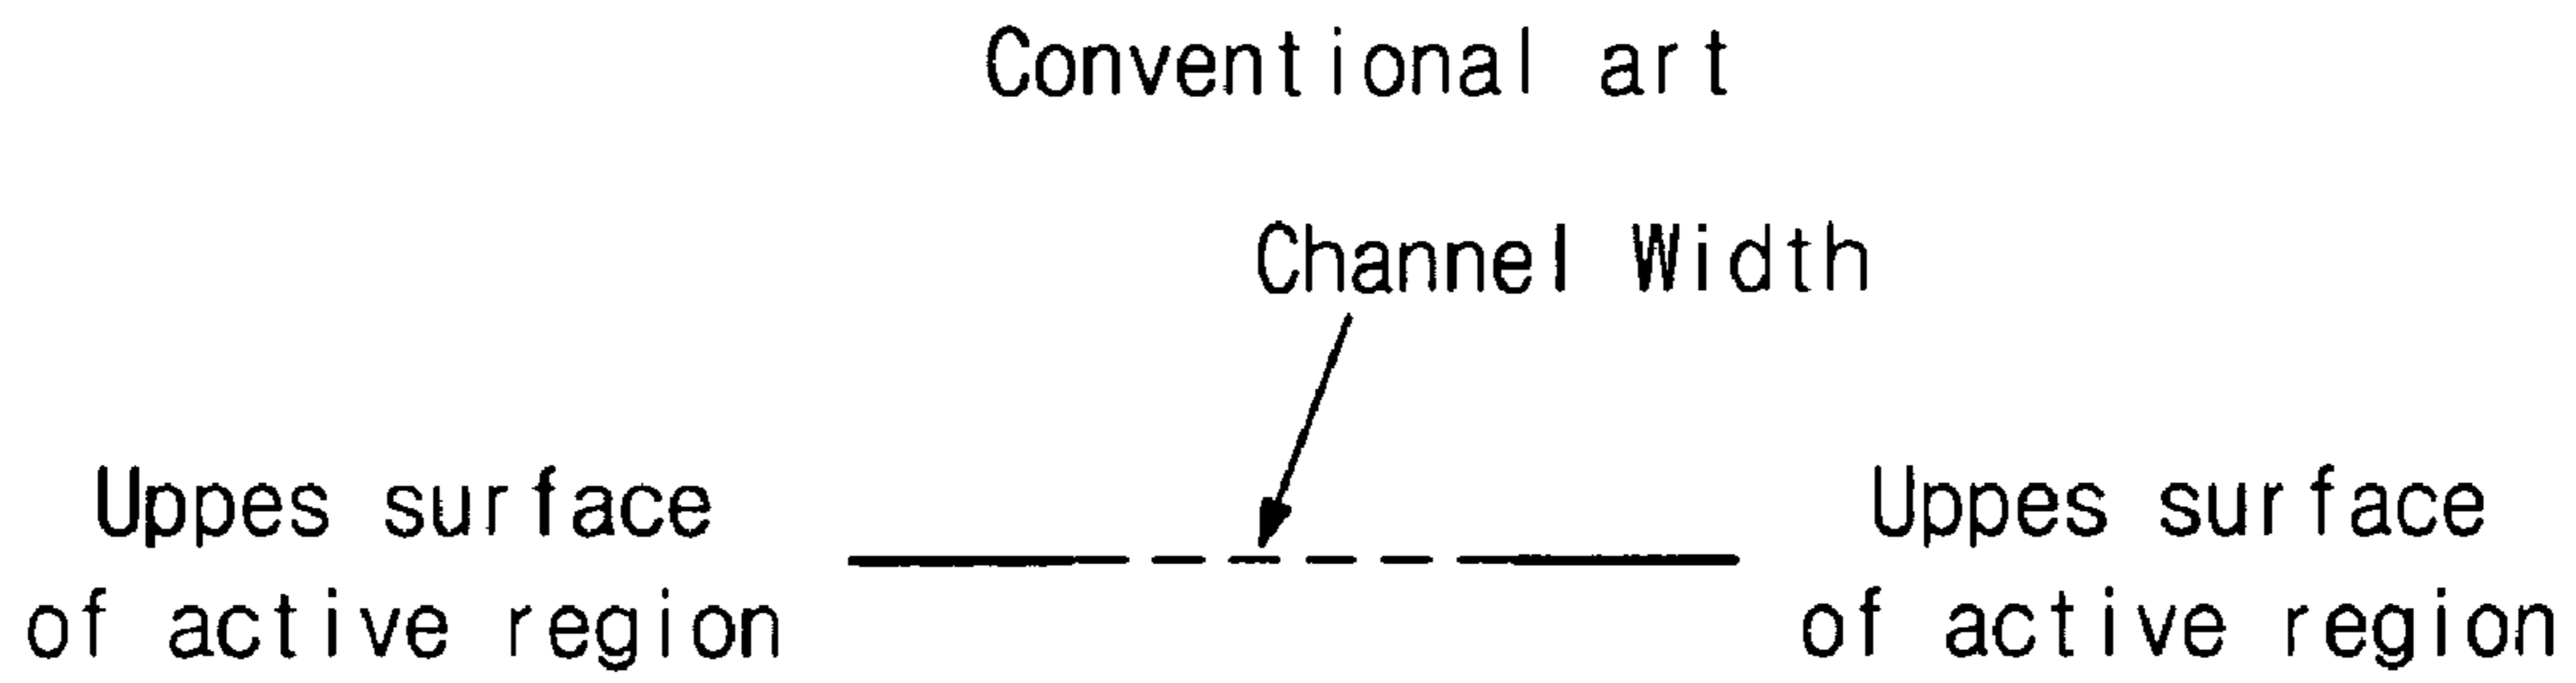 Conventional art
Channel Width
Uppes surface
of active region
Uppes surface
of active region